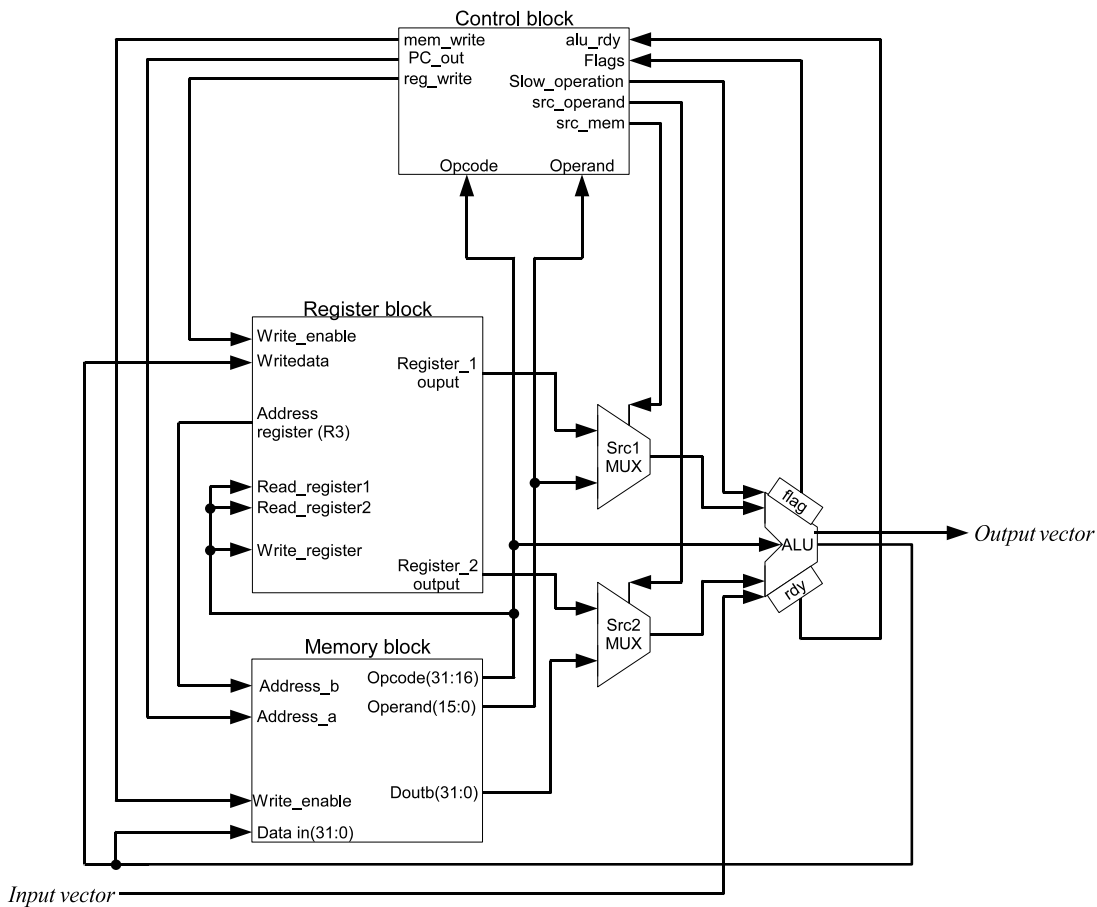 Control block
mem_write
PC_out
reg_write
alu_rdy
Flags
Slow_operation
src_operand
src_mem
Opcode
Operand
Register block
Write_enable
Writedata
Address
register (R3)
Read_register1
Read_register2
Write_register
Register_1
ouput
Register_2
output
Src1
MUX
Src2
MUX
flag
ALU
rdy
Output vector
Memory block
Address_b
Address_a
Write_enable
Data in(31:0)
Opcode(31:16)
Operand(15:0)
Doutb(31:0)
Input vector